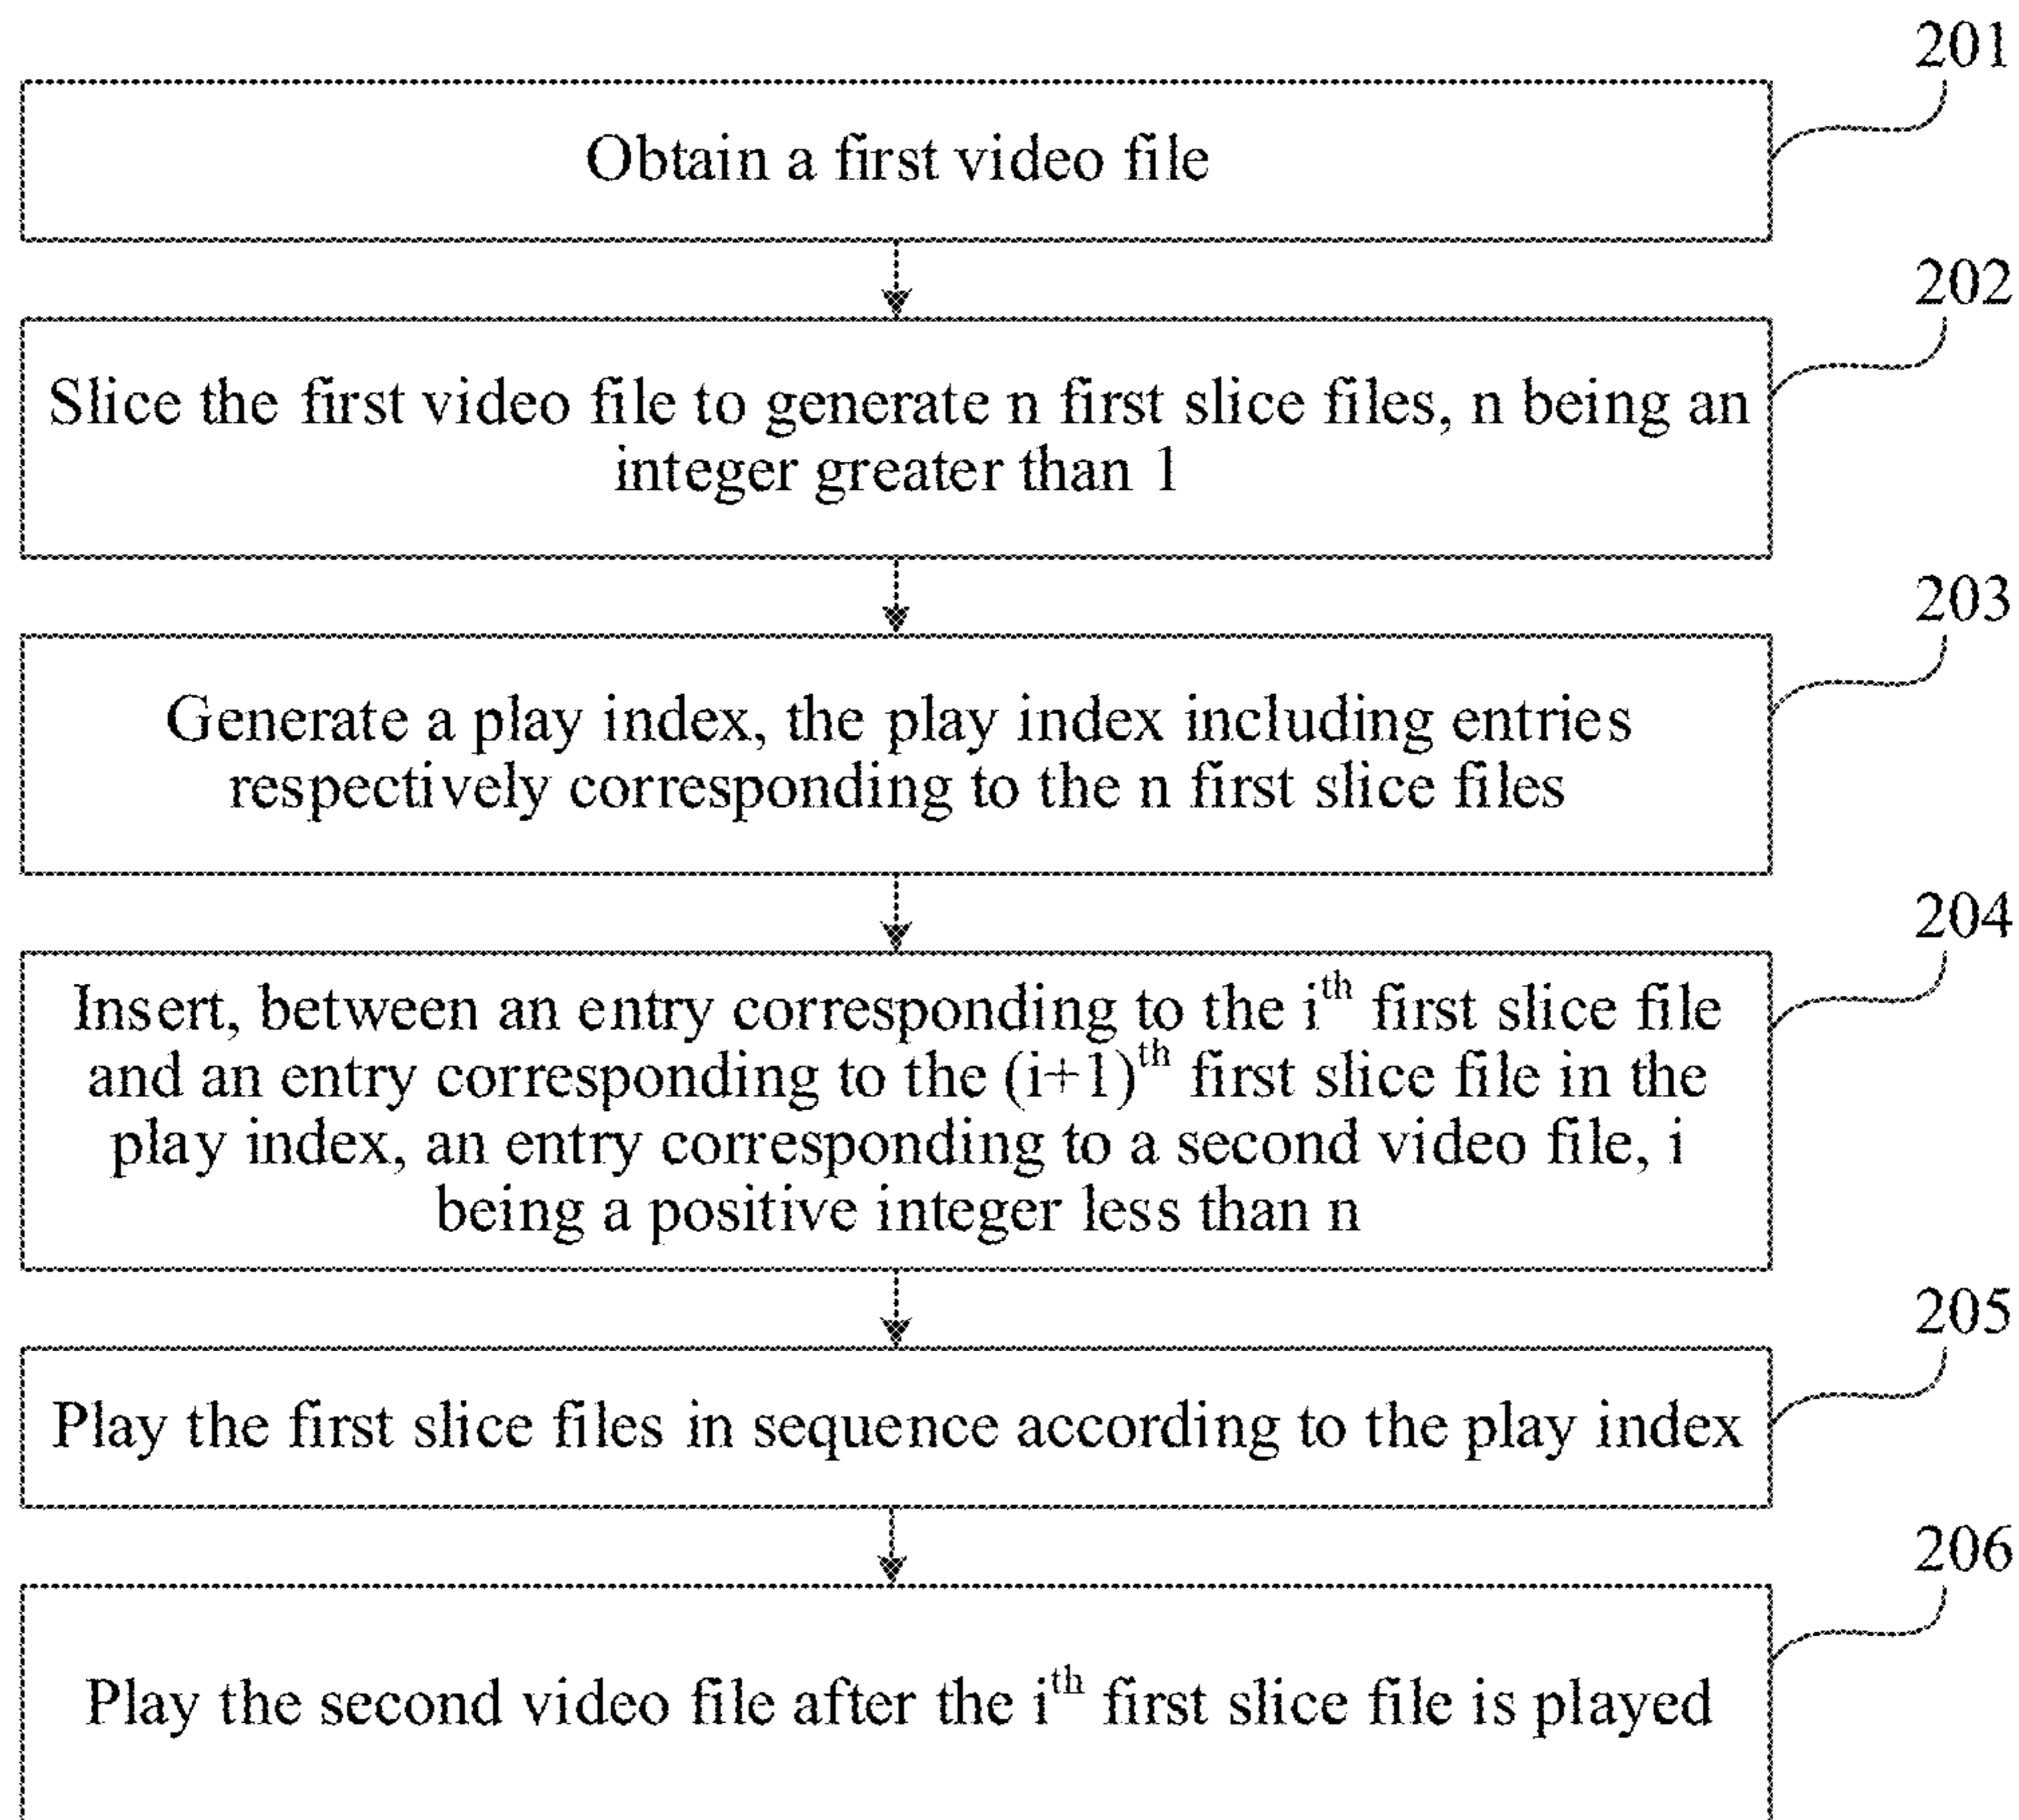 201
Obtain a first video file
202
Slice the first video file to generate n first slice files, n being an
integer greater than 1
203
Generate a play index, the play index including entries
respectively corresponding to the n first slice files
204
Insert, between an entry corresponding to the ith first slice file
and an entry corresponding to the (i+1)th first slice file in the
play index, an entry corresponding to a second video file, i
being a positive integer less than n
205
Play the first slice files in sequence according to the play index
206
Play the second video file after the ith first slice file is played